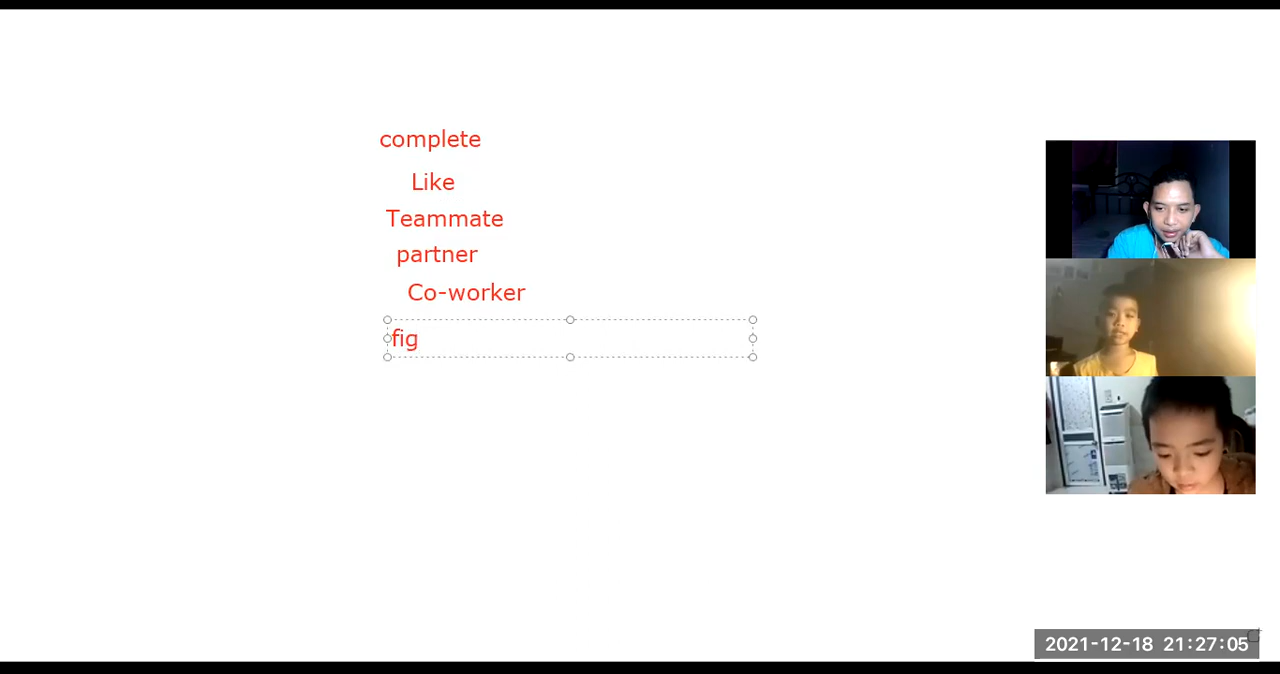 complete
Like
Teammate
partner
Co-worker
fig
2021-12-18 21:27:05